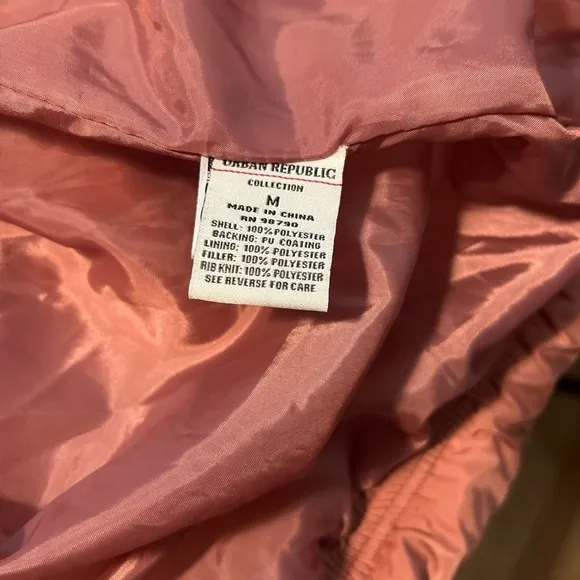 URBAN REPUBLIC
COLLECTION
M
MADE IN CHINA
RN 98790
SHELL: 100% POLYESTER
BACKING: PU COATING
LINING: 100% POLYESTER
FILLER: 100% POLYESTER
RIB KNIT: 100% POLYESTER
SEE REVERSE FOR CARE